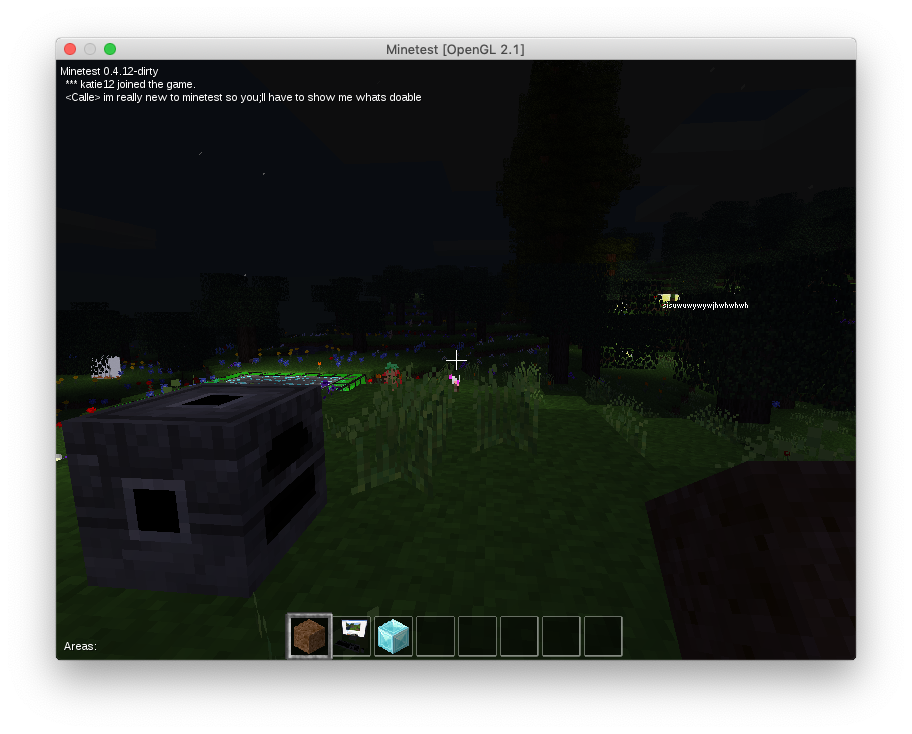 Minetest [OpenGL 2.1]
Minetest 0.4.12-dirty
*** katie12 joined the game.
<Calle> im really new to minetest so you;ll have to show me whats doable
sisuwuwywywjhwhwhwh
Areas: